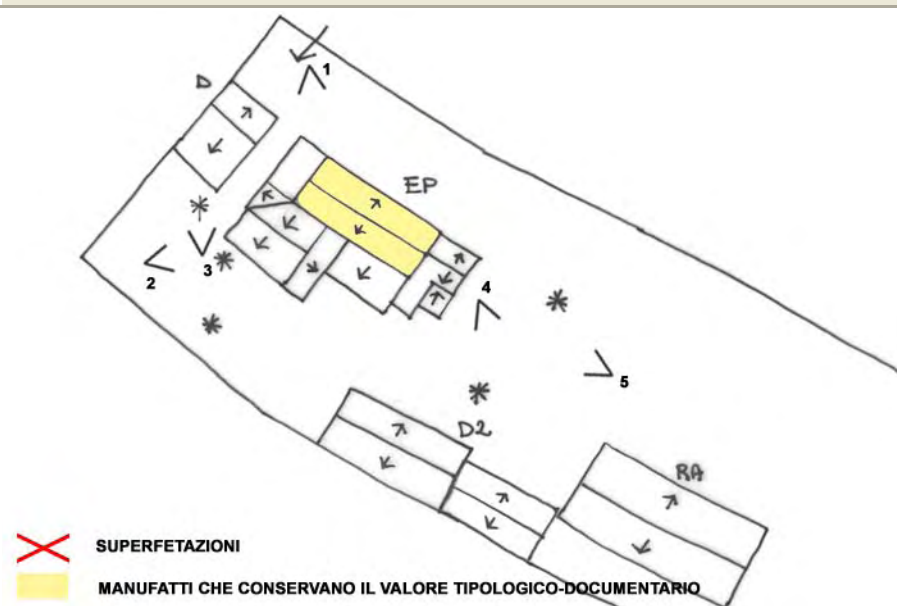 1
D
EP
3
2
4
5
D2
RA
SUPERFETAZIONI
MANUFATTI CHE CONSERVANO IL VALORE TIPOLOGICO-DOCUMENTARIO